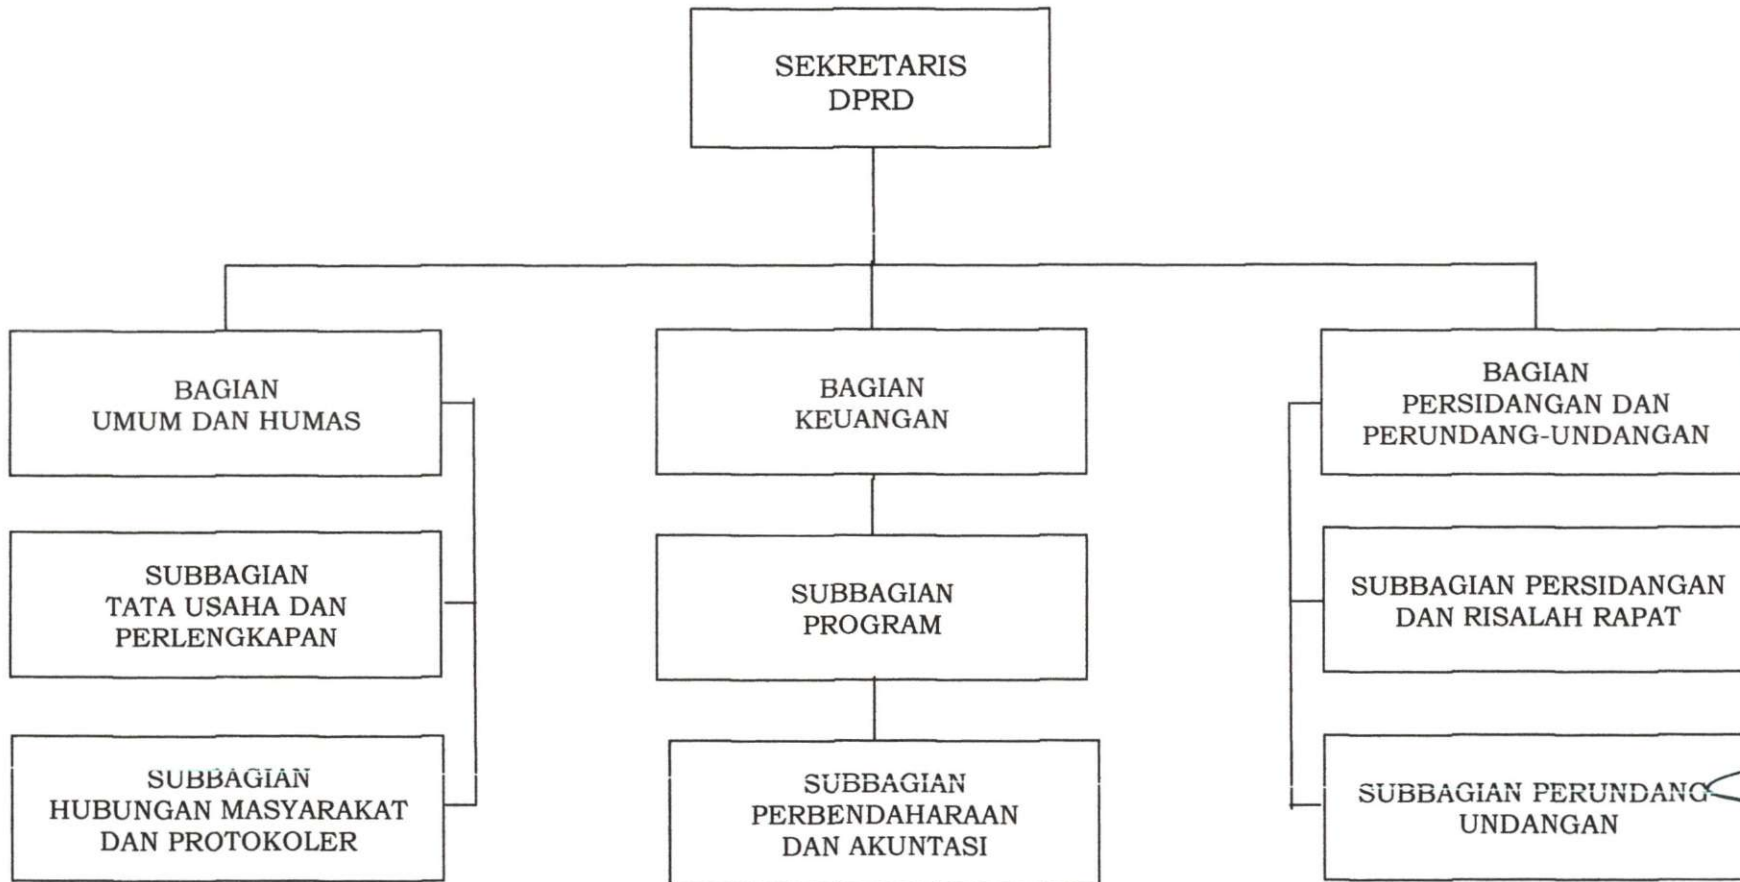 SEKRETARIS
DPRD
BAGIAN
UMUM DAN HUMAS
BAGIAN
KEUANGAN
BAGIAN
PERSIDANGAN DAN
PERUNDANG-UNDANGAN
SUBBAGIAN
TATA USAHA DAN
PERLENGKAPAN
SUBBAGIAN
PROGRAM
SUBBAGIAN PERSIDANGAN
DAN RISALAH RAPAT
SUBBAGIAN
HUBUNGAN MASYARAKAT
DAN PROTOKOLER
SUBBAGIAN
PERBENDAHARAAN
DAN AKUNTASI
SUBBAGIAN PERUNDANG-
UNDANGAN